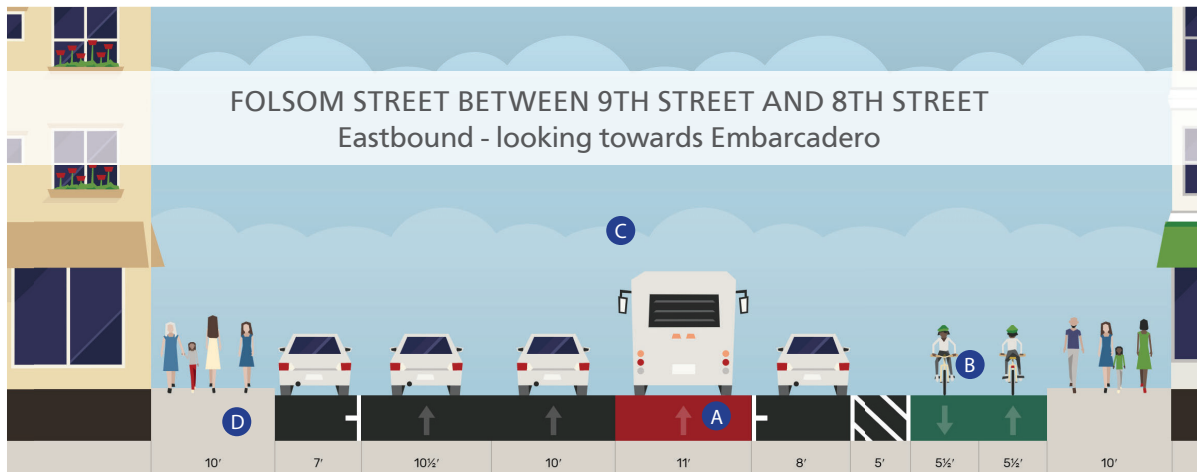 FOLSOM STREET BETWEEN 9TH STREET AND 8TH STREET
Eastbound - looking towards Embarcadero
C
B
A
D
10' 7' 10½' 10' 11' 8' 5' 5½' 5½' 10'